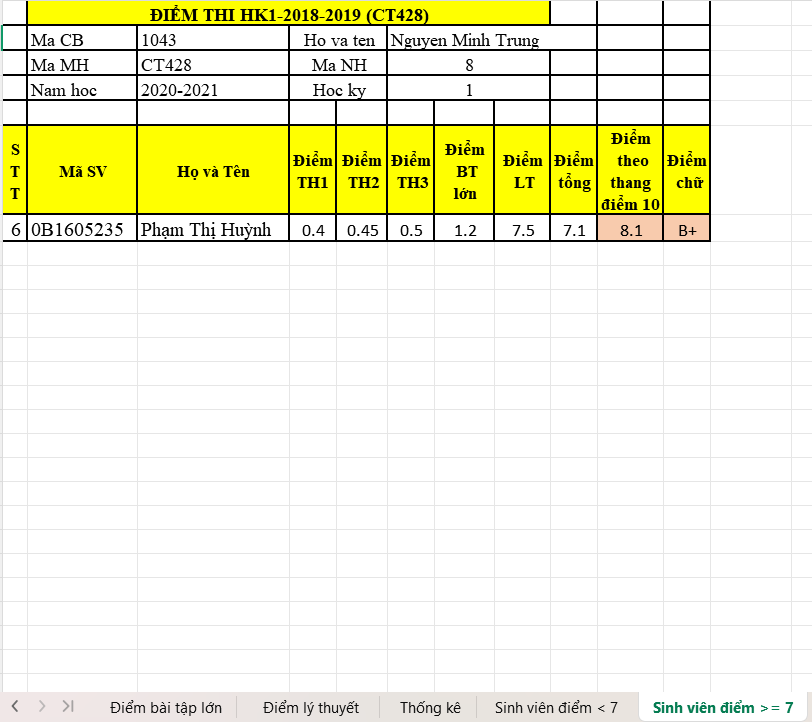 ĐIỂM THI HK1-2018-2019 (CT428)
Ma CB 1043 Ho va ten Nguyen Minh Trung
Ma MH CT428 Ma NH 8
Nam hoc 2020-2021 Hoc ky 1
S T T Mã SV Họ và Tên Điểm TH1 Điểm TH2 Điểm TH3 Điểm BT lớn Điểm LT Điểm tổng Điểm theo thang điểm 10 Điểm chữ
6 0B1605235 Phạm Thị Huỳnh 0.4 0.45 0.5 1.2 7.5 7.1 8.1 B+
Điểm bài tập lớn Điểm lý thuyết Thống kê Sinh viên điểm < 7 Sinh viên điểm >= 7